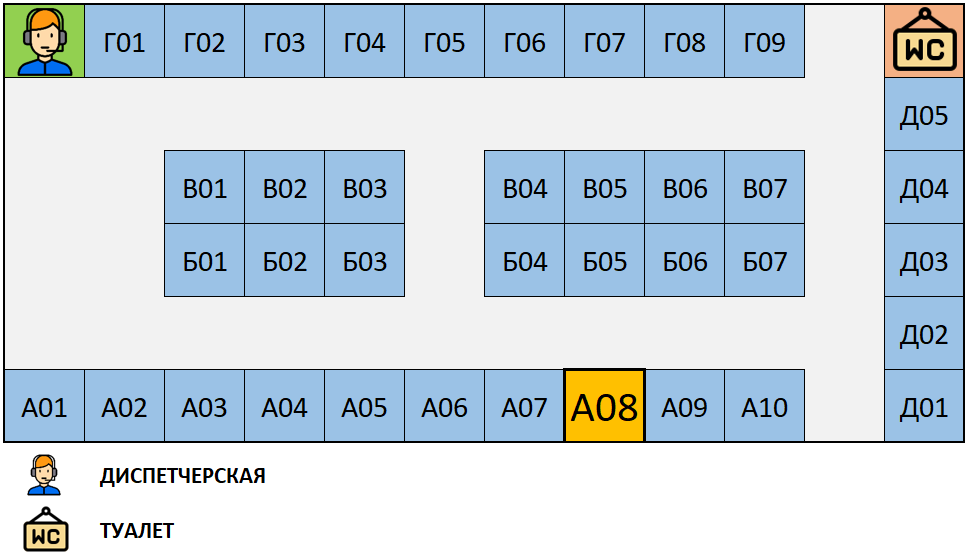 Г01 Г02 Г03 Г04 Г05 Г06 Г07 Г08 Г09 WC
Д05
В01 В02 В03 В04 В05 В06 В07 Д04
Б01 Б02 Б03 Б04 Б05 Б06 Б07 Д03
Д02
А01 А02 А03 А04 А05 А06 А07 А08 А09 А10 Д01
ДИСПЕТЧЕРСКАЯ
WC ТУАЛЕТ